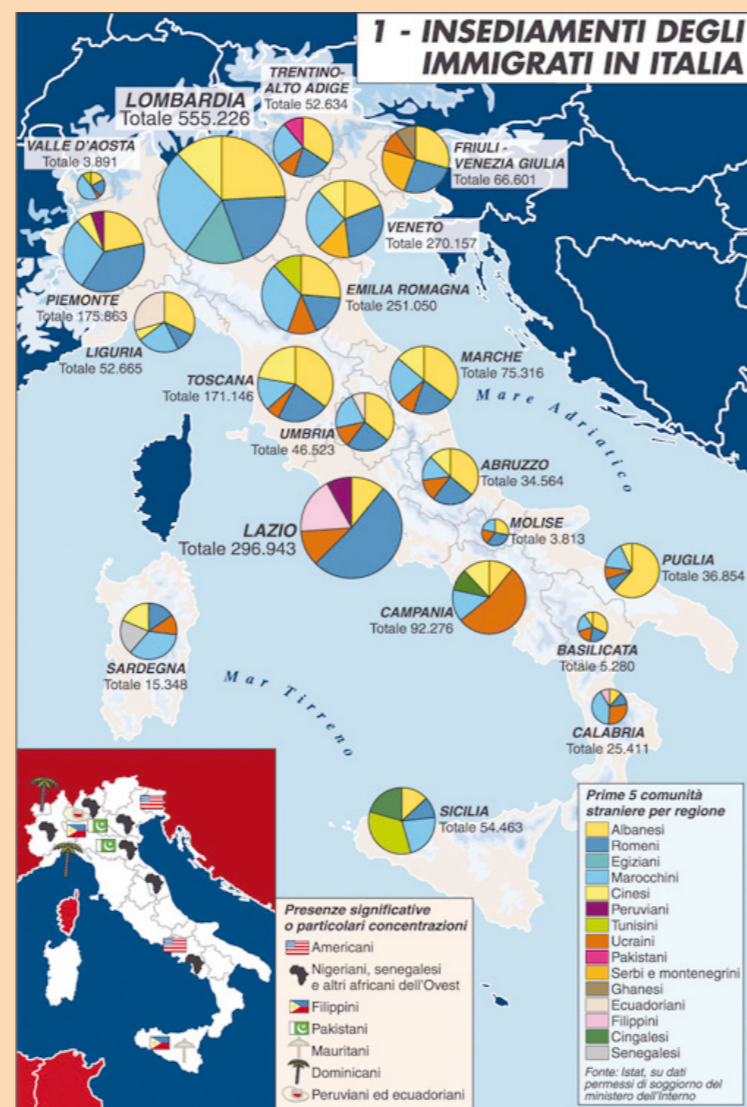 1 - INSEDIAMENTI DEGLI
IMMIGRATI IN ITALIA
TRENTINO-
ALTO ADIGE
Totale 52.634
LOMBARDIA
Totale 555.226
VALLE D'AOSTA
Totale 3.891
FRIULI -
VENEZIA GIULIA
Totale 66.601
VENETO
Totale 270.157
PIEMONTE
Totale 175.863
EMILIA ROMAGNA
Totale 251.050
LIGURIA
Totale 52.665
TOSCANA
Totale 171.146
MARCHE
Totale 75.316
Mare Adriatico
UMBRIA
Totale 46.523
ABRUZZO
Totale 34.564
LAZIO
Totale 296.943
MOLISE
Totale 3.813
PUGLIA
Totale 36.854
CAMPANIA
Totale 92.276
BASILICATA
Totale 5.280
SARDEGNA
Totale 15.348
Mar Tirreno
CALABRIA
Totale 25.411
SICILIA
Totale 54.463
Prime 5 comunità
straniere per regione
Albanesi
Romeni
Egiziani
Marocchini
Cinesi
Peruviani
Tunisini
Ucraini
Pakistani
Serbi e montenegrini
Ghanesi
Ecuadoriani
Filippini
Cingalesi
Senegalesi
Fonte: Istat, su dati
permessi di soggiorno del
ministero dell'Interno
Presenze significative
o particolari concentrazioni
Americani
Nigeriani, senegalesi
e altri africani dell'Ovest
Filippini
Pakistani
Mauritani
Dominicani
Peruviani ed ecuadoriani